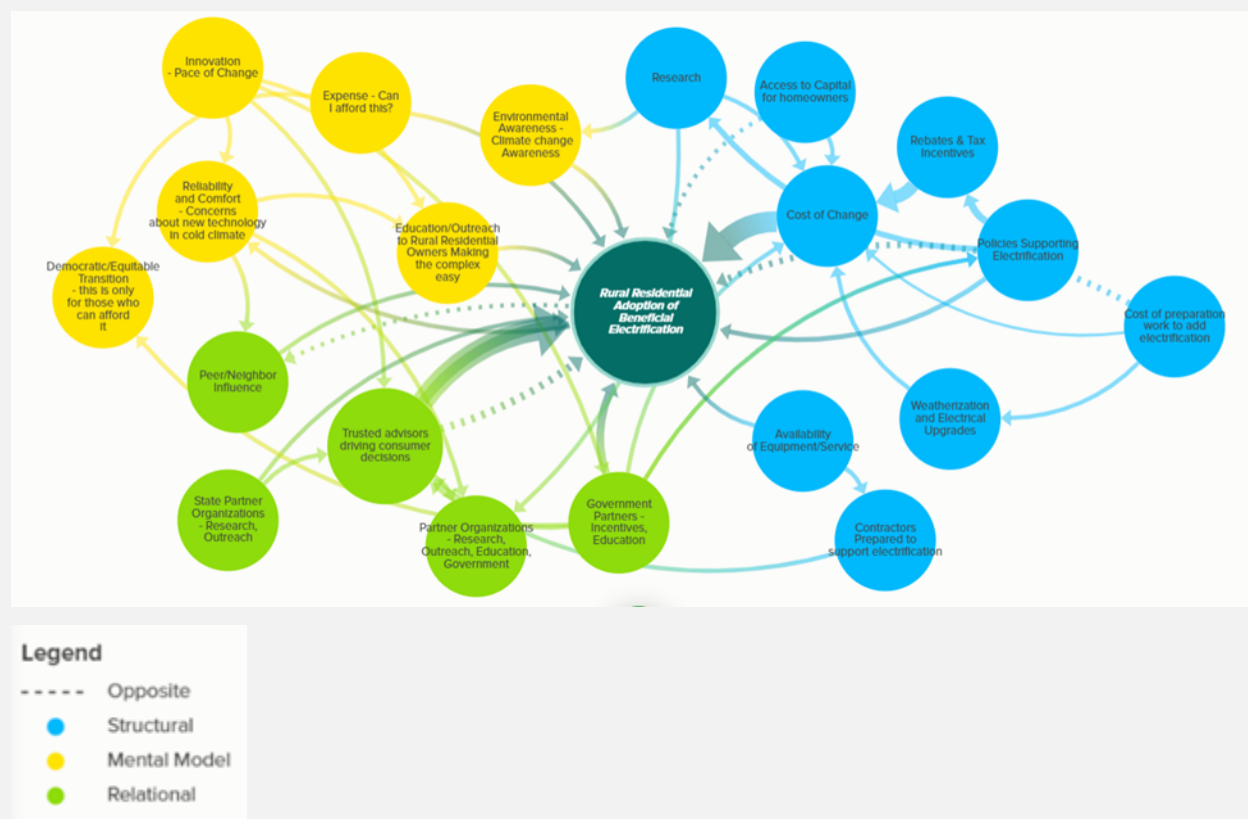 Innovation
- Pace of Change
Expense - Can
I afford this?
Environmental
Awareness -
Climate change
Awareness
Research
Access to Capital
for homeowners
Rebates & Tax
Incentives
Reliability
and Comfort
- Concerns
about new technology
in cold climate
Education/Outreach
to Rural Residential
Owners Making
the complex
easy
Cost of Change
Policies Supporting
Electrification
Democratic/Equitable
Transition
- this is only
for those who
can afford
it
Rural Residential
Adoption of
Beneficial
Electrification
Cost of preparation
work to add
electrification
Peer/Neighbor
Influence
Trusted advisors
driving consumer
decisions
Availability
of Equipment/Service
Weatherization
and Electrical
Upgrades
State Partner
Organizations
- Research,
Outreach
Partner Organizations
- Research,
Outreach, Education,
Government
Government
Partners -
Incentives,
Education
Contractors
Prepared to
support electrification
Legend
Opposite
Structural
Mental Model
Relational